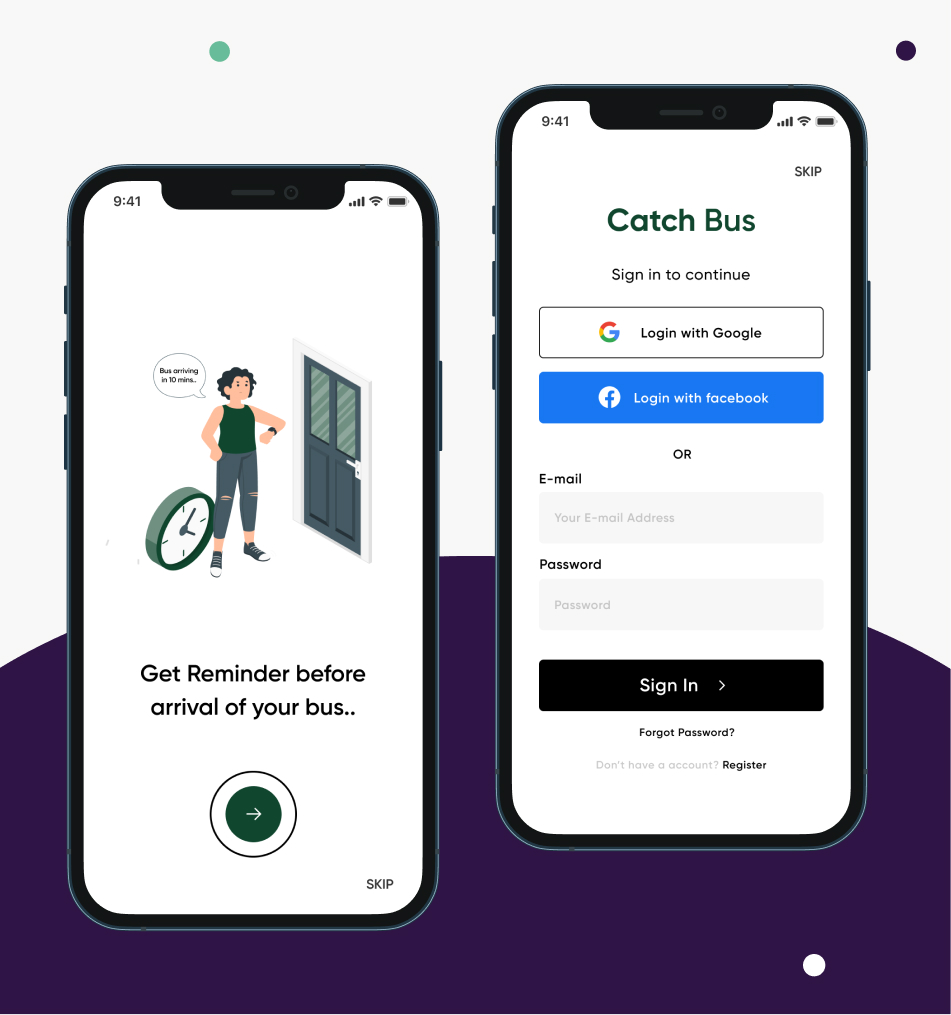 9:41
Bus arriving
in 10 mins..
Get Reminder before
arrival of your bus..
SKIP
9:41
SKIP
Catch Bus
Sign in to continue
Login with Google
Login with facebook
OR
E-mail
Your E-mail Address
Password
Password
Sign In
Forgot Password?
Don't have a account? Register